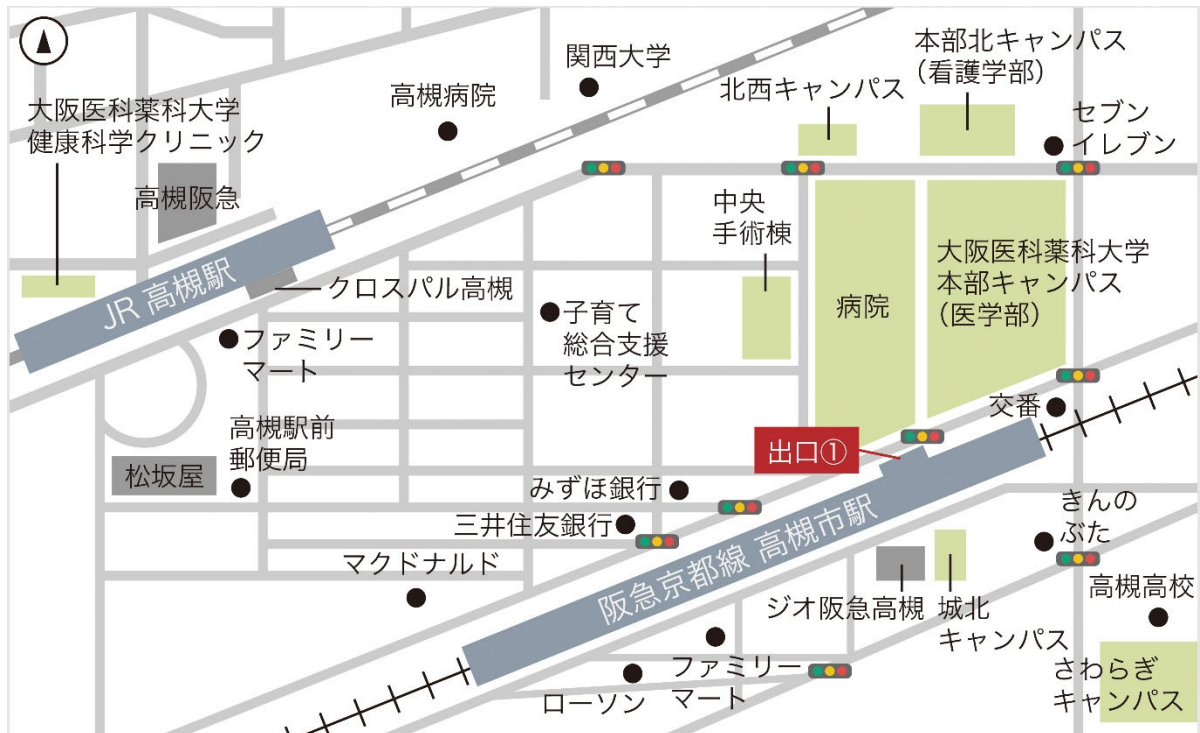 関西大学
本部北キャンパス
（看護学部）
高槻病院
北西キャンパス
大阪医科薬科大学
健康科学クリニック
セブン
イレブン
高槻阪急
中央
手術棟
大阪医科薬科大学
本部キャンパス
（医学部）
JR 高槻駅
クロスパル高槻
病院
ファミリー
マート
子育て
総合支援
センター
交番
高槻駅前
郵便局
出口①
松坂屋
みずほ銀行
三井住友銀行
きんの
ぶた
マクドナルド
阪急京都線 高槻市駅
ジオ阪急高槻
城北
キャンパス
高槻高校
ファミリー
マート
ローソン
さわらぎ
キャンパス